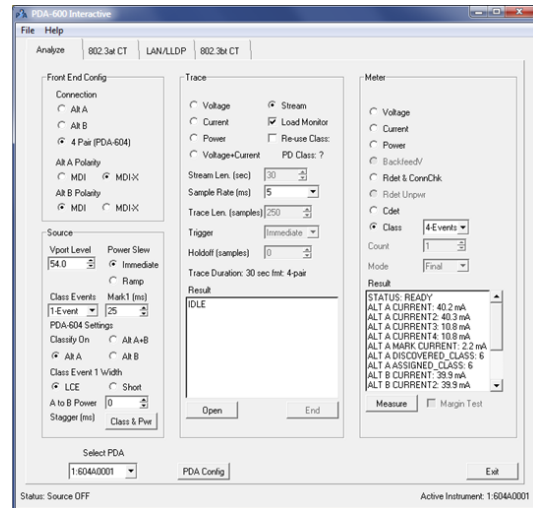 PDA-600 Interactive
File Help
Analyze 802.3at CT LAN/LLDP 802.3bt CT
Front End Config
Connection
Alt A
Alt B
4 Pair (PDA-604)
Alt A Polarity
MDI MDI-X
Alt B Polarity
MDI MDI-X
Source
Vport Level Power Slew
54.0 Immediate
Ramp
Class Events Mark1 (ms)
1-Event 25
PDA-604 Settings
Classify On Alt A+B
Alt A Alt B
Class Event 1 Width
LCE Short
A to B Power 0
Stagger (ms) Class & Pwr
Select PDA
1:604A0001
Trace
Voltage Stream
Current Load Monitor
Power Re-use Class:
Voltage+Current PD Class: ?
Stream Len. (sec) 30
Sample Rate (ms) 5
Trace Len. (samples) 250
Trigger Immediate
Holdoff (samples) 0
Trace Duration: 30 sec fmt: 4-pair
Result
IDLE
Open End
PDA Config
Meter
Voltage
Current
Power
BackfeedV
Rdet & ConnChk
Rdet Unpwr
Cdet
Class 4-Events
Count 1
Mode Final
Result
STATUS: READY
ALT A CURRENT: 40.2 mA
ALT A CURRENT2: 40.3 mA
ALT A CURRENT3: 10.8 mA
ALT A CURRENT4: 10.8 mA
ALT A MARK CURRENT: 2.2 mA
ALT A DISCOVERED_CLASS: 6
ALT A ASSIGNED_CLASS: 6
ALT B CURRENT: 39.9 mA
ALT B CURRENT2: 39.9 mA
Measure Margin Test
Exit
Status: Source OFF Active Instrument: 1:604A0001